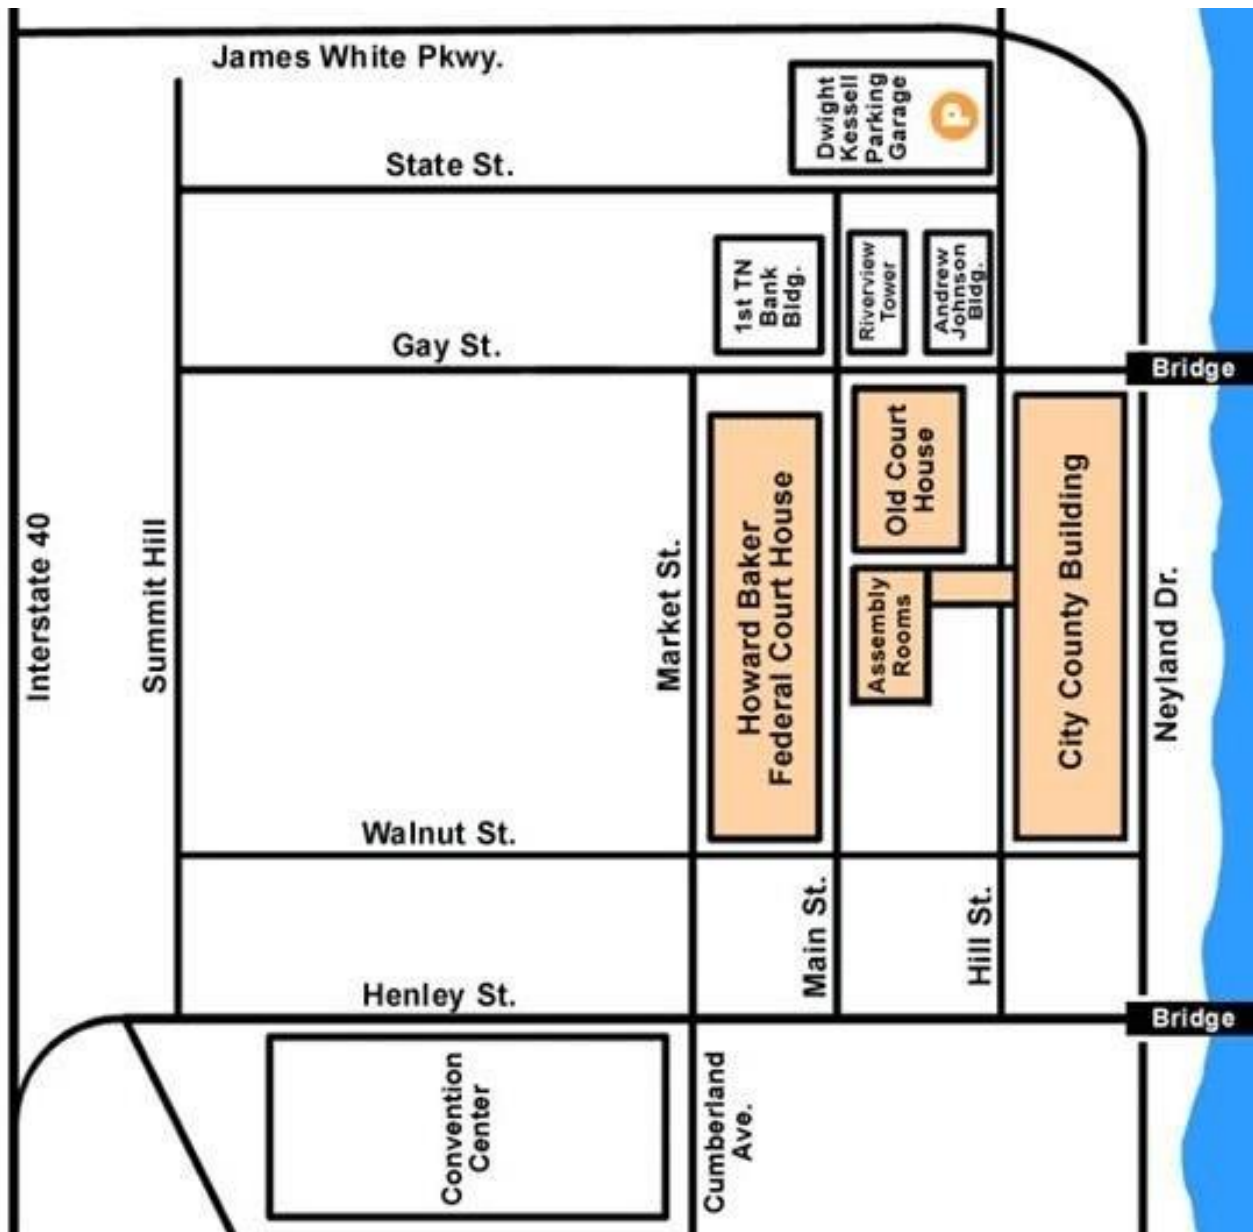 James White Pkwy.
Dwight
Kessell
Parking
Garage
P
State St.
1st TN
Bank
Bldg.
Riverview
Tower
Andrew
Johnson
Bldg.
Gay St.
Bridge
Old Court
House
Howard Baker
Federal Court House
City County Building
Assembly
Rooms
Interstate 40
Summit Hill
Market St.
Neyland Dr.
Walnut St.
Main St.
Hill St.
Henley St.
Bridge
Convention
Center
Cumberland
Ave.